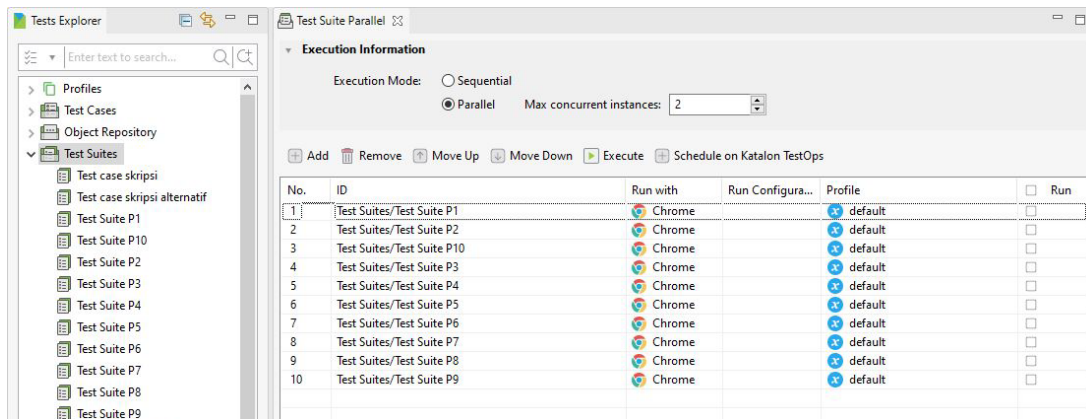 Tests Explorer
Enter text to search...
Profiles
Test Cases
Object Repository
Test Suites
Test case skripsi
Test case skripsi alternatif
Test Suite P1
Test Suite P10
Test Suite P2
Test Suite P3
Test Suite P4
Test Suite P5
Test Suite P6
Test Suite P7
Test Suite P8
Test Suite P9
Test Suite Parallel
Execution Information
Execution Mode: Sequential
Parallel Max concurrent instances: 2
Add Remove Move Up Move Down Execute Schedule on Katalon TestOps
No. ID Run with Run Configura... Profile Run
1 Test Suites/Test Suite P1 Chrome default
2 Test Suites/Test Suite P2 Chrome default
3 Test Suites/Test Suite P10 Chrome default
4 Test Suites/Test Suite P3 Chrome default
5 Test Suites/Test Suite P4 Chrome default
6 Test Suites/Test Suite P5 Chrome default
7 Test Suites/Test Suite P6 Chrome default
8 Test Suites/Test Suite P7 Chrome default
9 Test Suites/Test Suite P8 Chrome default
10 Test Suites/Test Suite P9 Chrome default